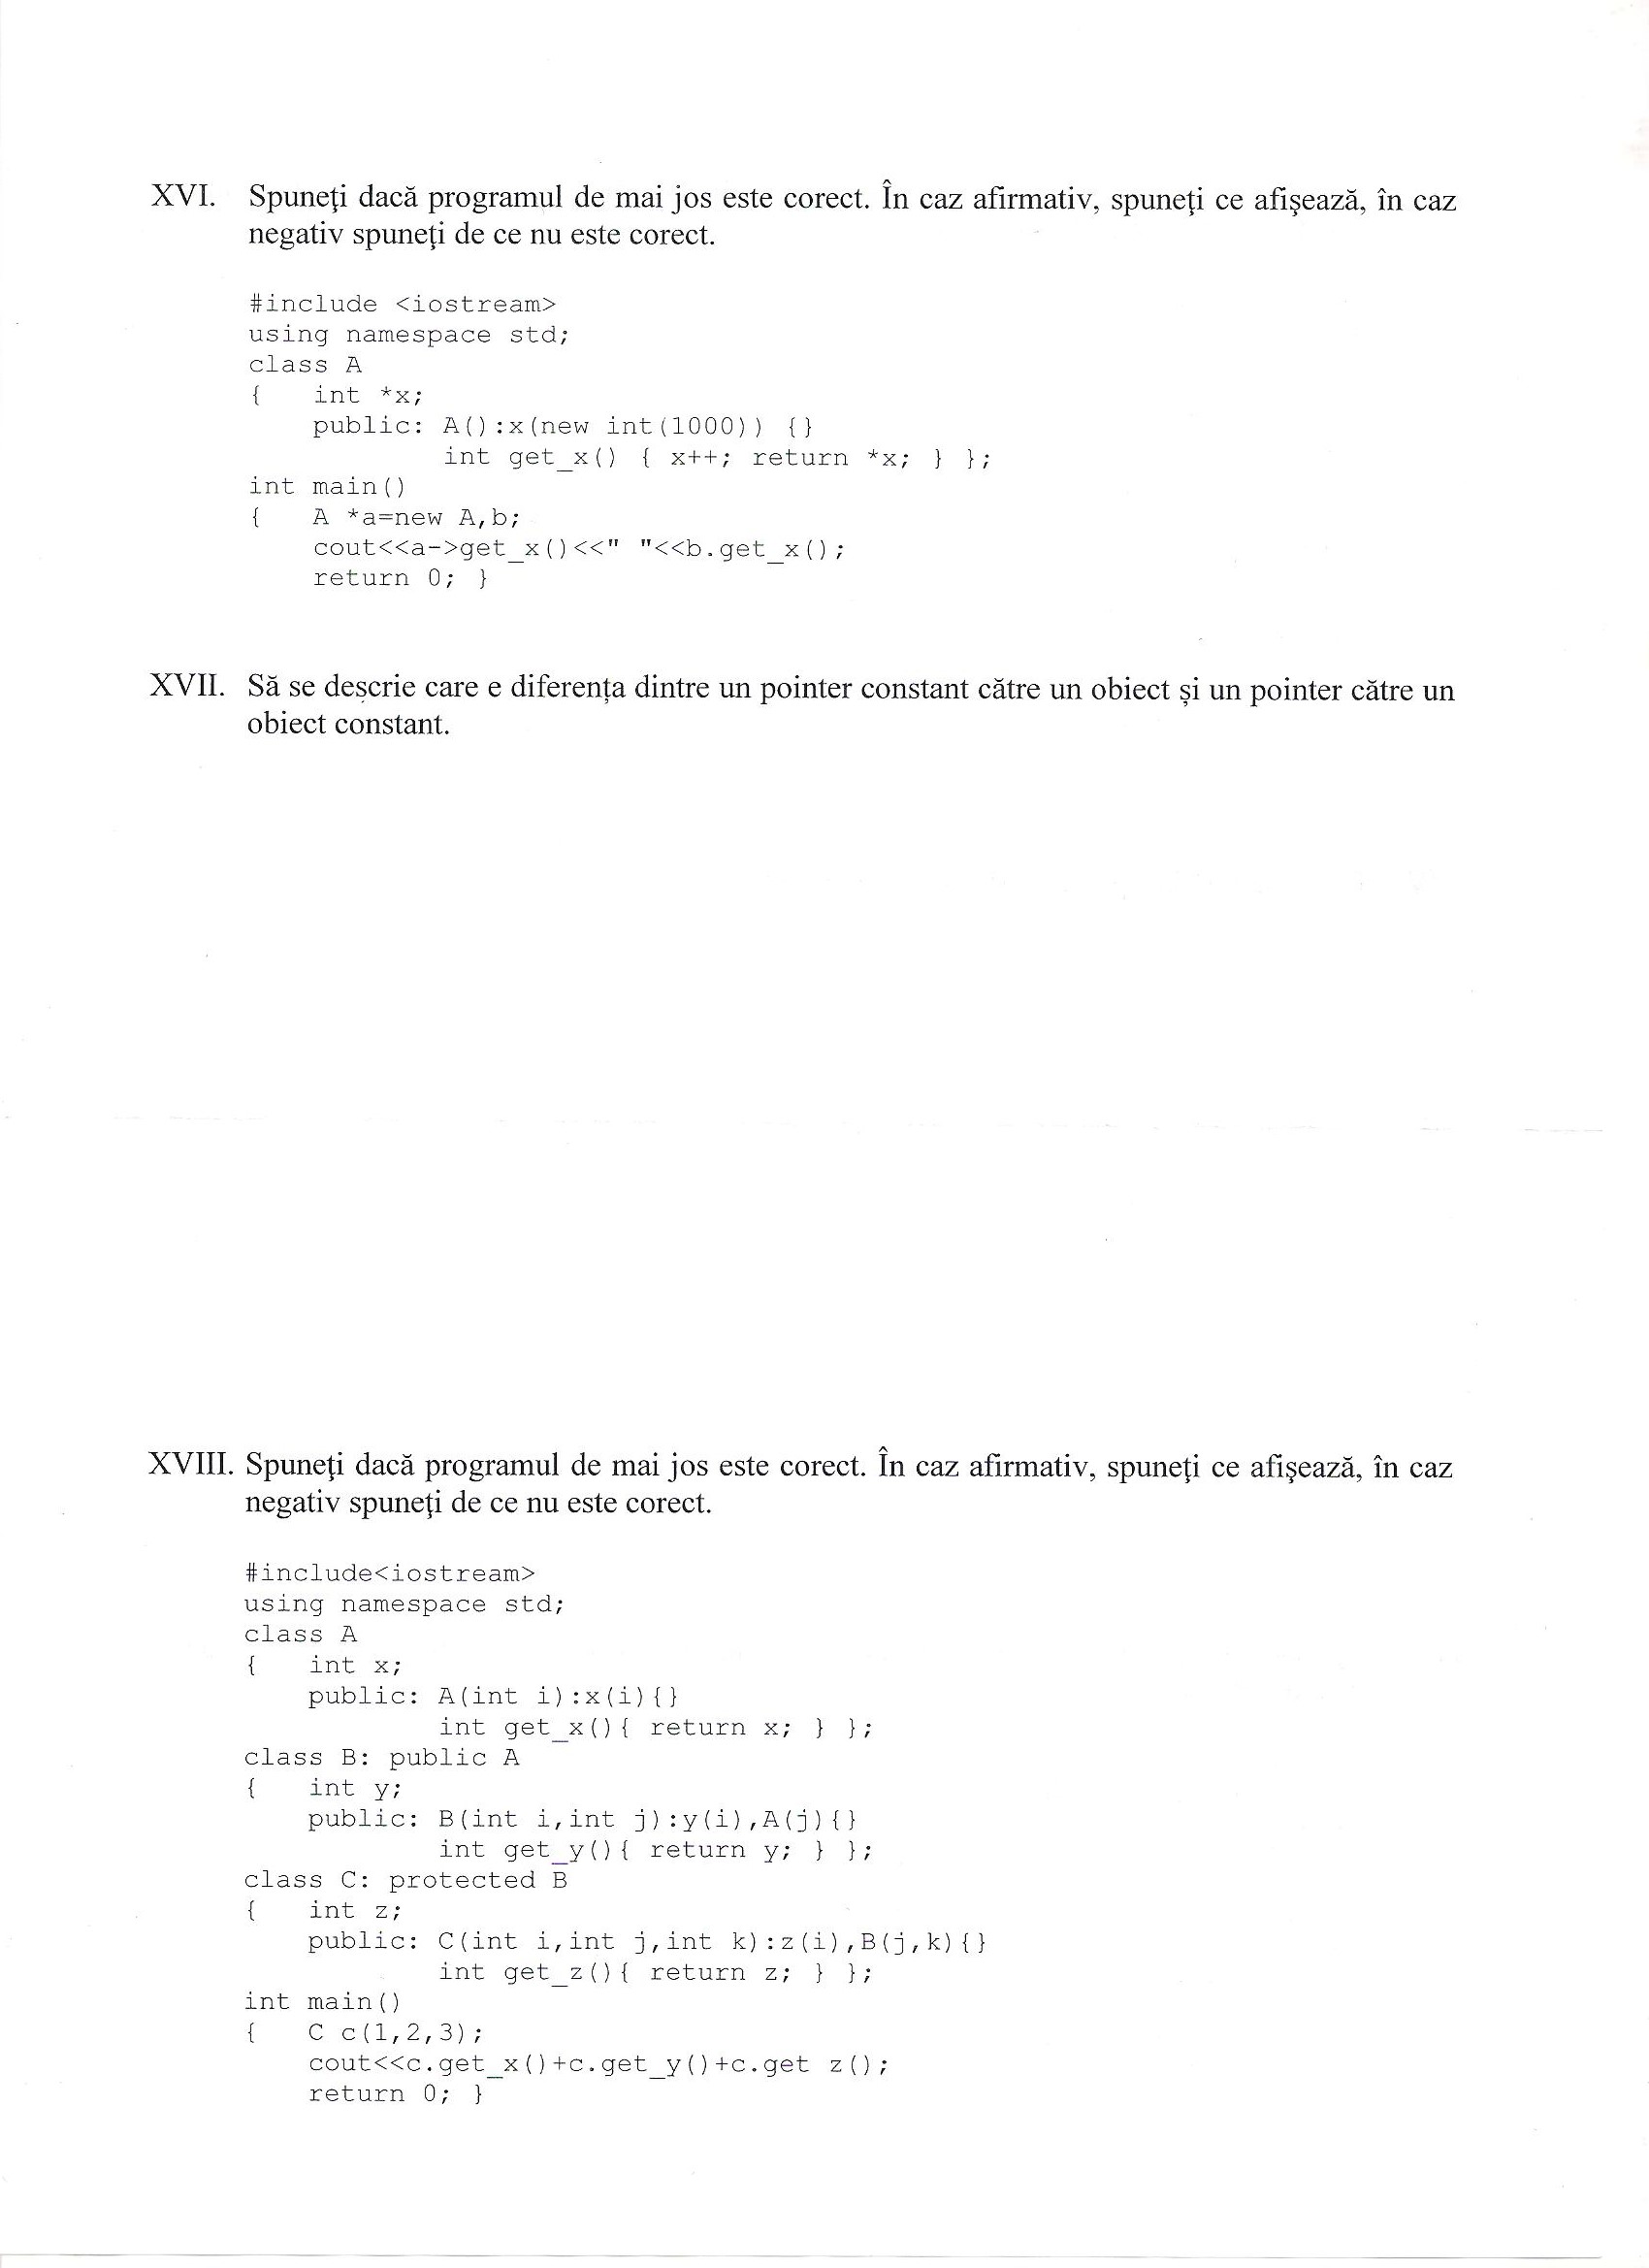 XVI. Spuneţi dacă programul de mai jos este corect. În caz afirmativ, spuneţi ce afişează, în caz
negativ spuneţi de ce nu este corect.
#include <iostream>
using namespace std;
class A
{ int *x;
public: A():x(new int(1000)) {}
int get_x() { x++; return *x; } };
int main()
{ A *a=new A,b;
cout<<a->get_x()<<" "<<b.get_x();
return 0; }
XVII. Să se descrie care e diferența dintre un pointer constant către un obiect și un pointer către un
obiect constant.
XVIII. Spuneţi dacă programul de mai jos este corect. În caz afirmativ, spuneţi ce afişează, în caz
negativ spuneţi de ce nu este corect.
#include<iostream>
using namespace std;
class A
{ int x;
public: A(int i):x(i){}
int get_x(){ return x; } };
class B: public A
{ int y;
public: B(int i,int j):y(i),A(j){}
int get_y(){ return y; } };
class C: protected B
{ int z;
public: C(int i,int j,int k):z(i),B(j,k){}
int get_z(){ return z; } };
int main()
{ C c(1,2,3);
cout<<c.get_x()+c.get_y()+c.get z();
return 0; }